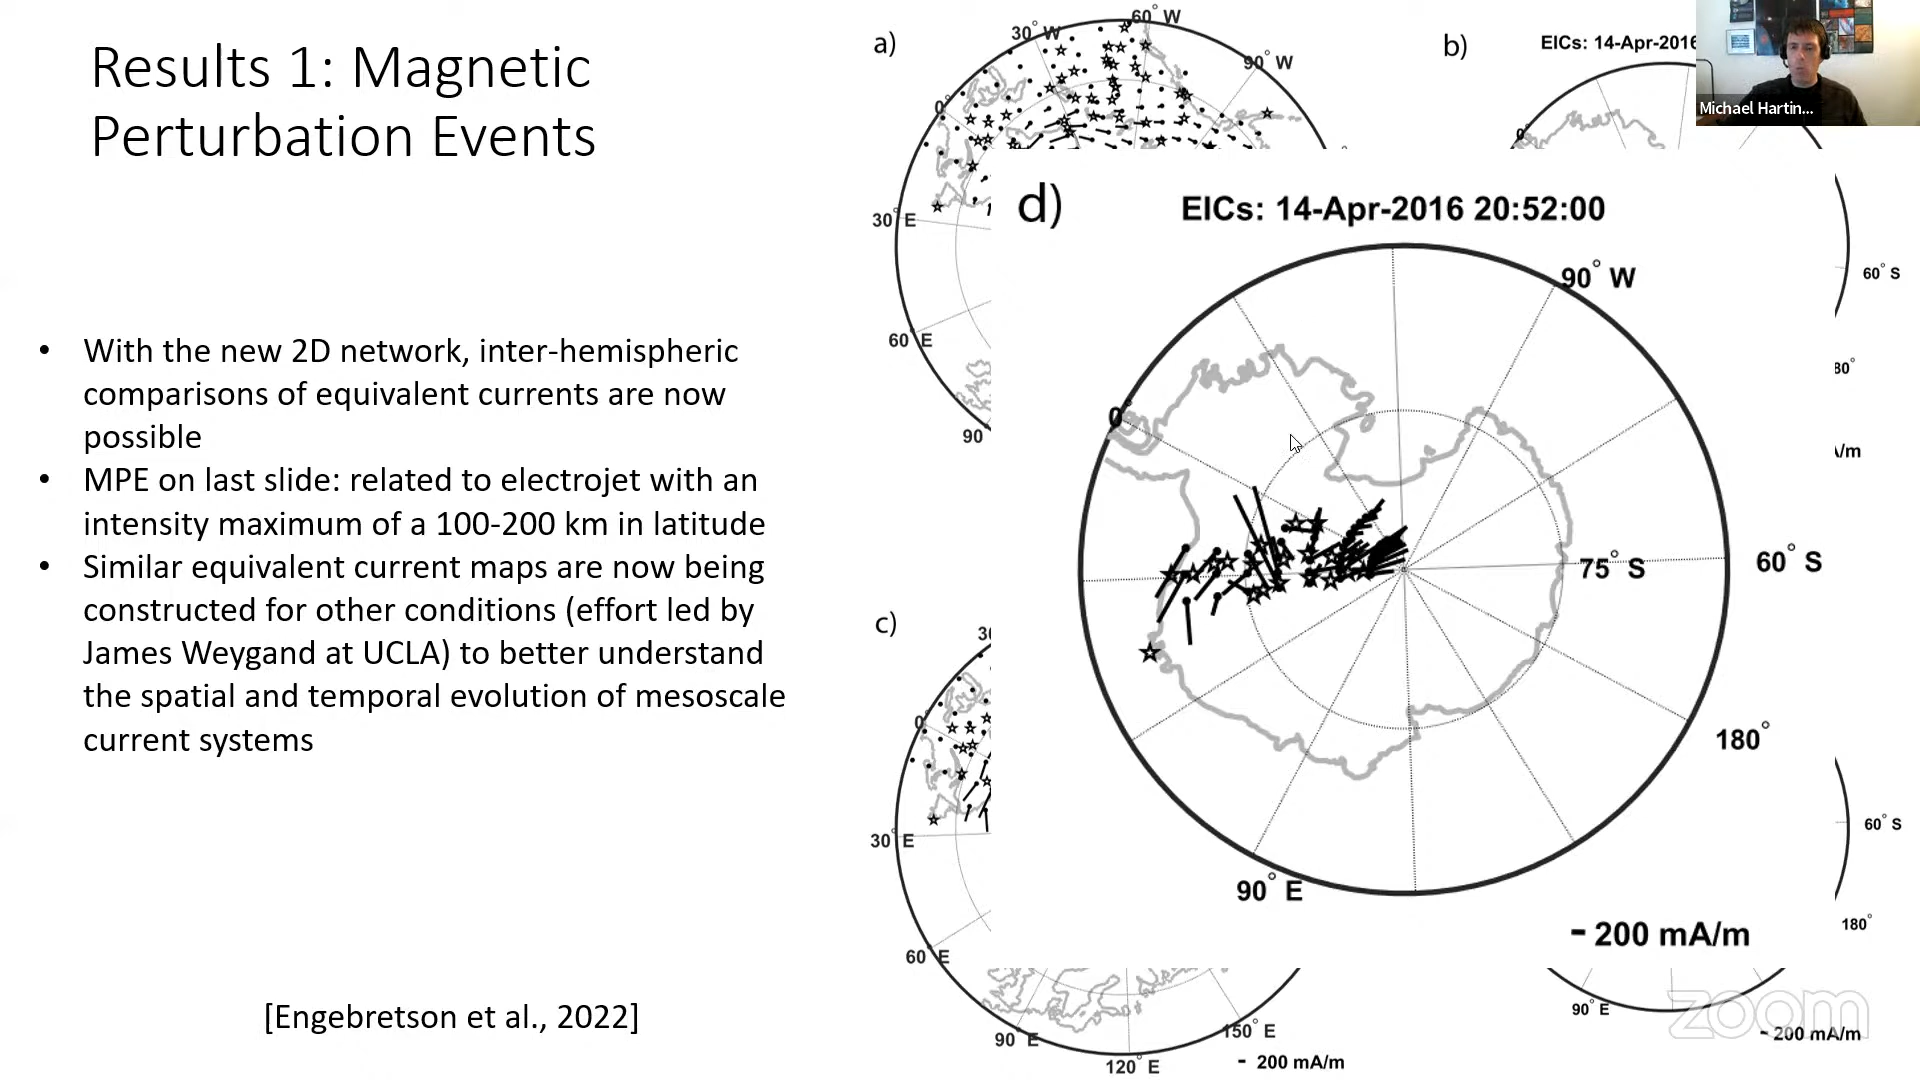 Results 1: Magnetic
Perturbation Events
• With the new 2D network, inter-hemispheric
comparisons of equivalent currents are now
possible
• MPE on last slide: related to electrojet with an
intensity maximum of a 100-200 km in latitude
• Similar equivalent current maps are now being
constructed for other conditions (effort led by
James Weygand at UCLA) to better understand
the spatial and temporal evolution of mesoscale
current systems
[Engebretson et al., 2022]
a)
30° W
60° W
90° W
0°
30° E
60° E
90
b)
EICs: 14-Apr-2016
0°
60° S
80°
A/m
Michael Hartin...
d)
EICs: 14-Apr-2016 20:52:00
90° W
0°
75° S
60° S
180°
90° E
- 200 mA/m
c)
30
0°
30° E
60° E
90° E
120° E
150° E
- 200 mA/m
60° S
180°
90° E
- 200 mA/m
zoom